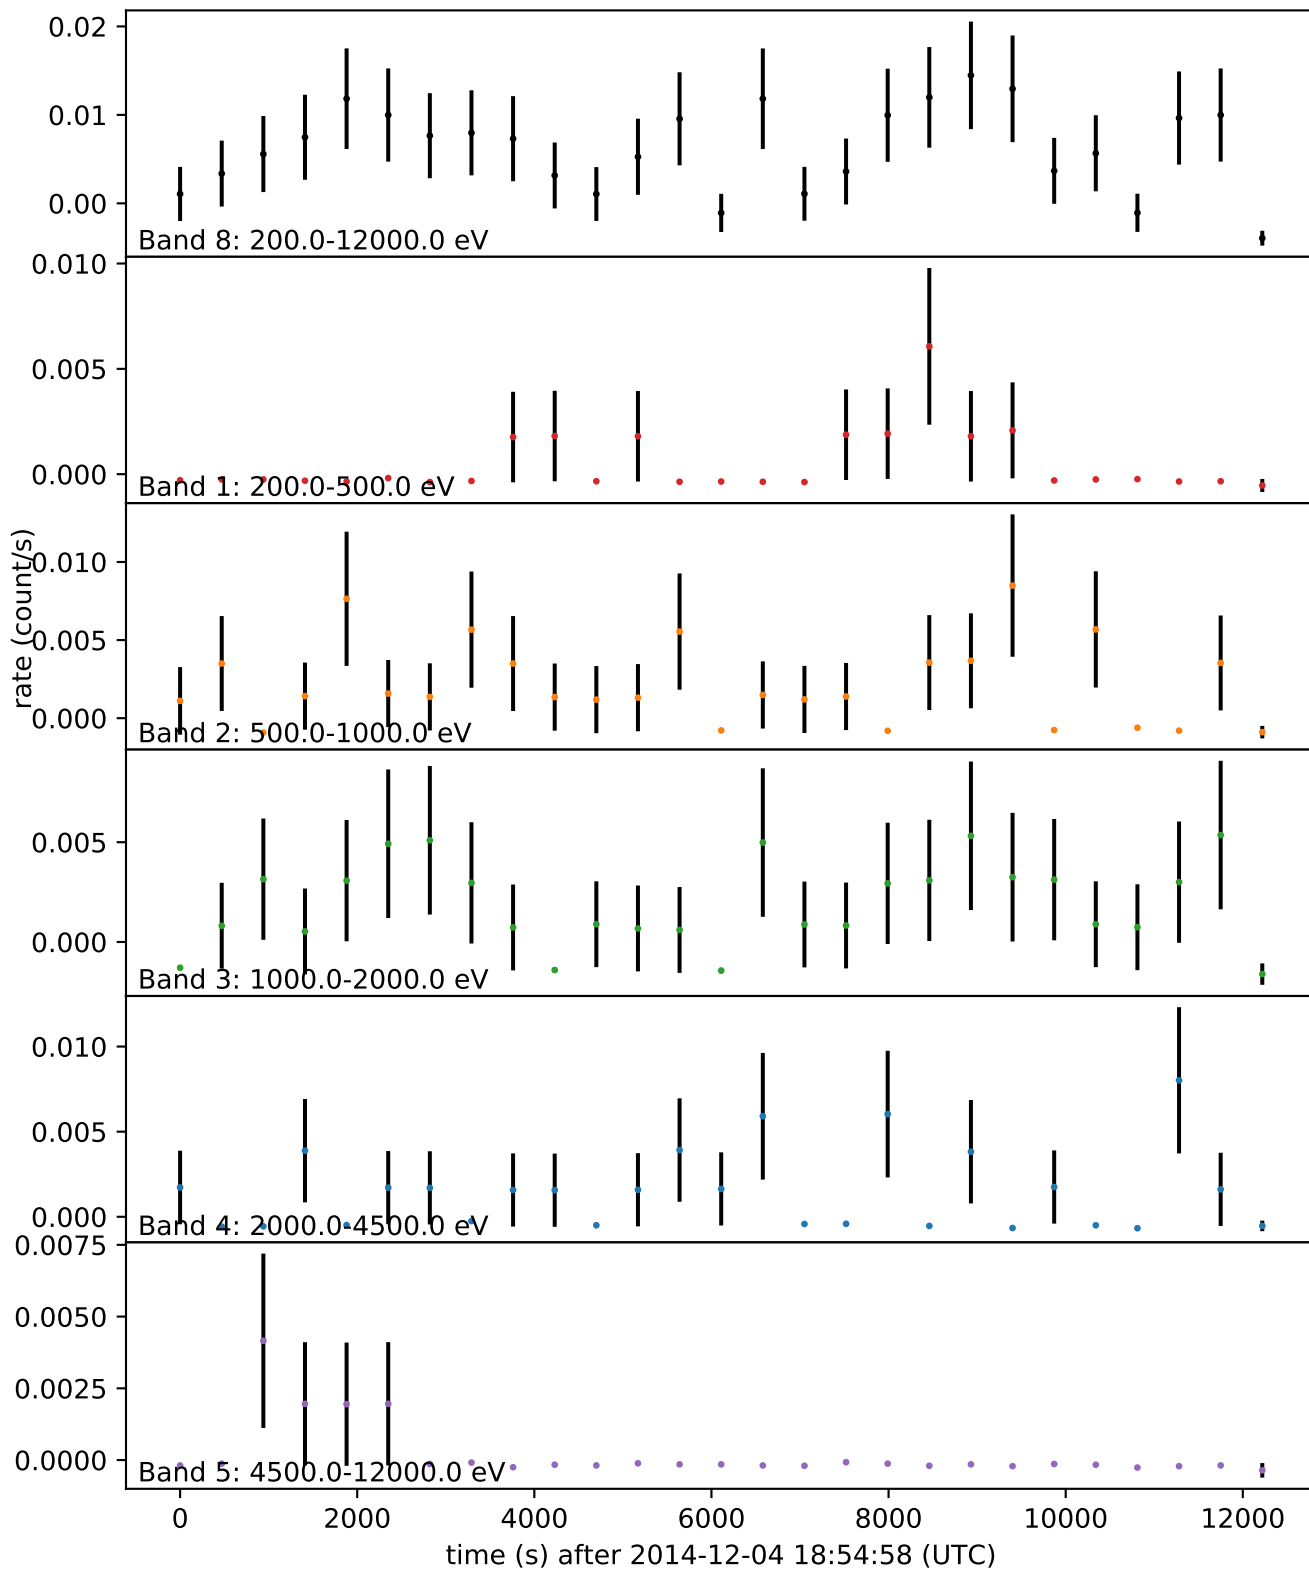 0.02
0.01
0.00
Band 8: 200.0-12000.0 eV
0.010
0.005
0.000
Band 1: 200.0-500.0 eV
rate (count/s)
0.010
0.005
0.000
Band 2: 500.0-1000.0 eV
0.005
0.000
Band 3: 1000.0-2000.0 eV
0.010
0.005
0.000
Band 4: 2000.0-4500.0 eV
0.0075
0.0050
0.0025
0.0000
Band 5: 4500.0-12000.0 eV
0 2000 4000 6000 8000 10000 12000
time (s) after 2014-12-04 18:54:58 (UTC)